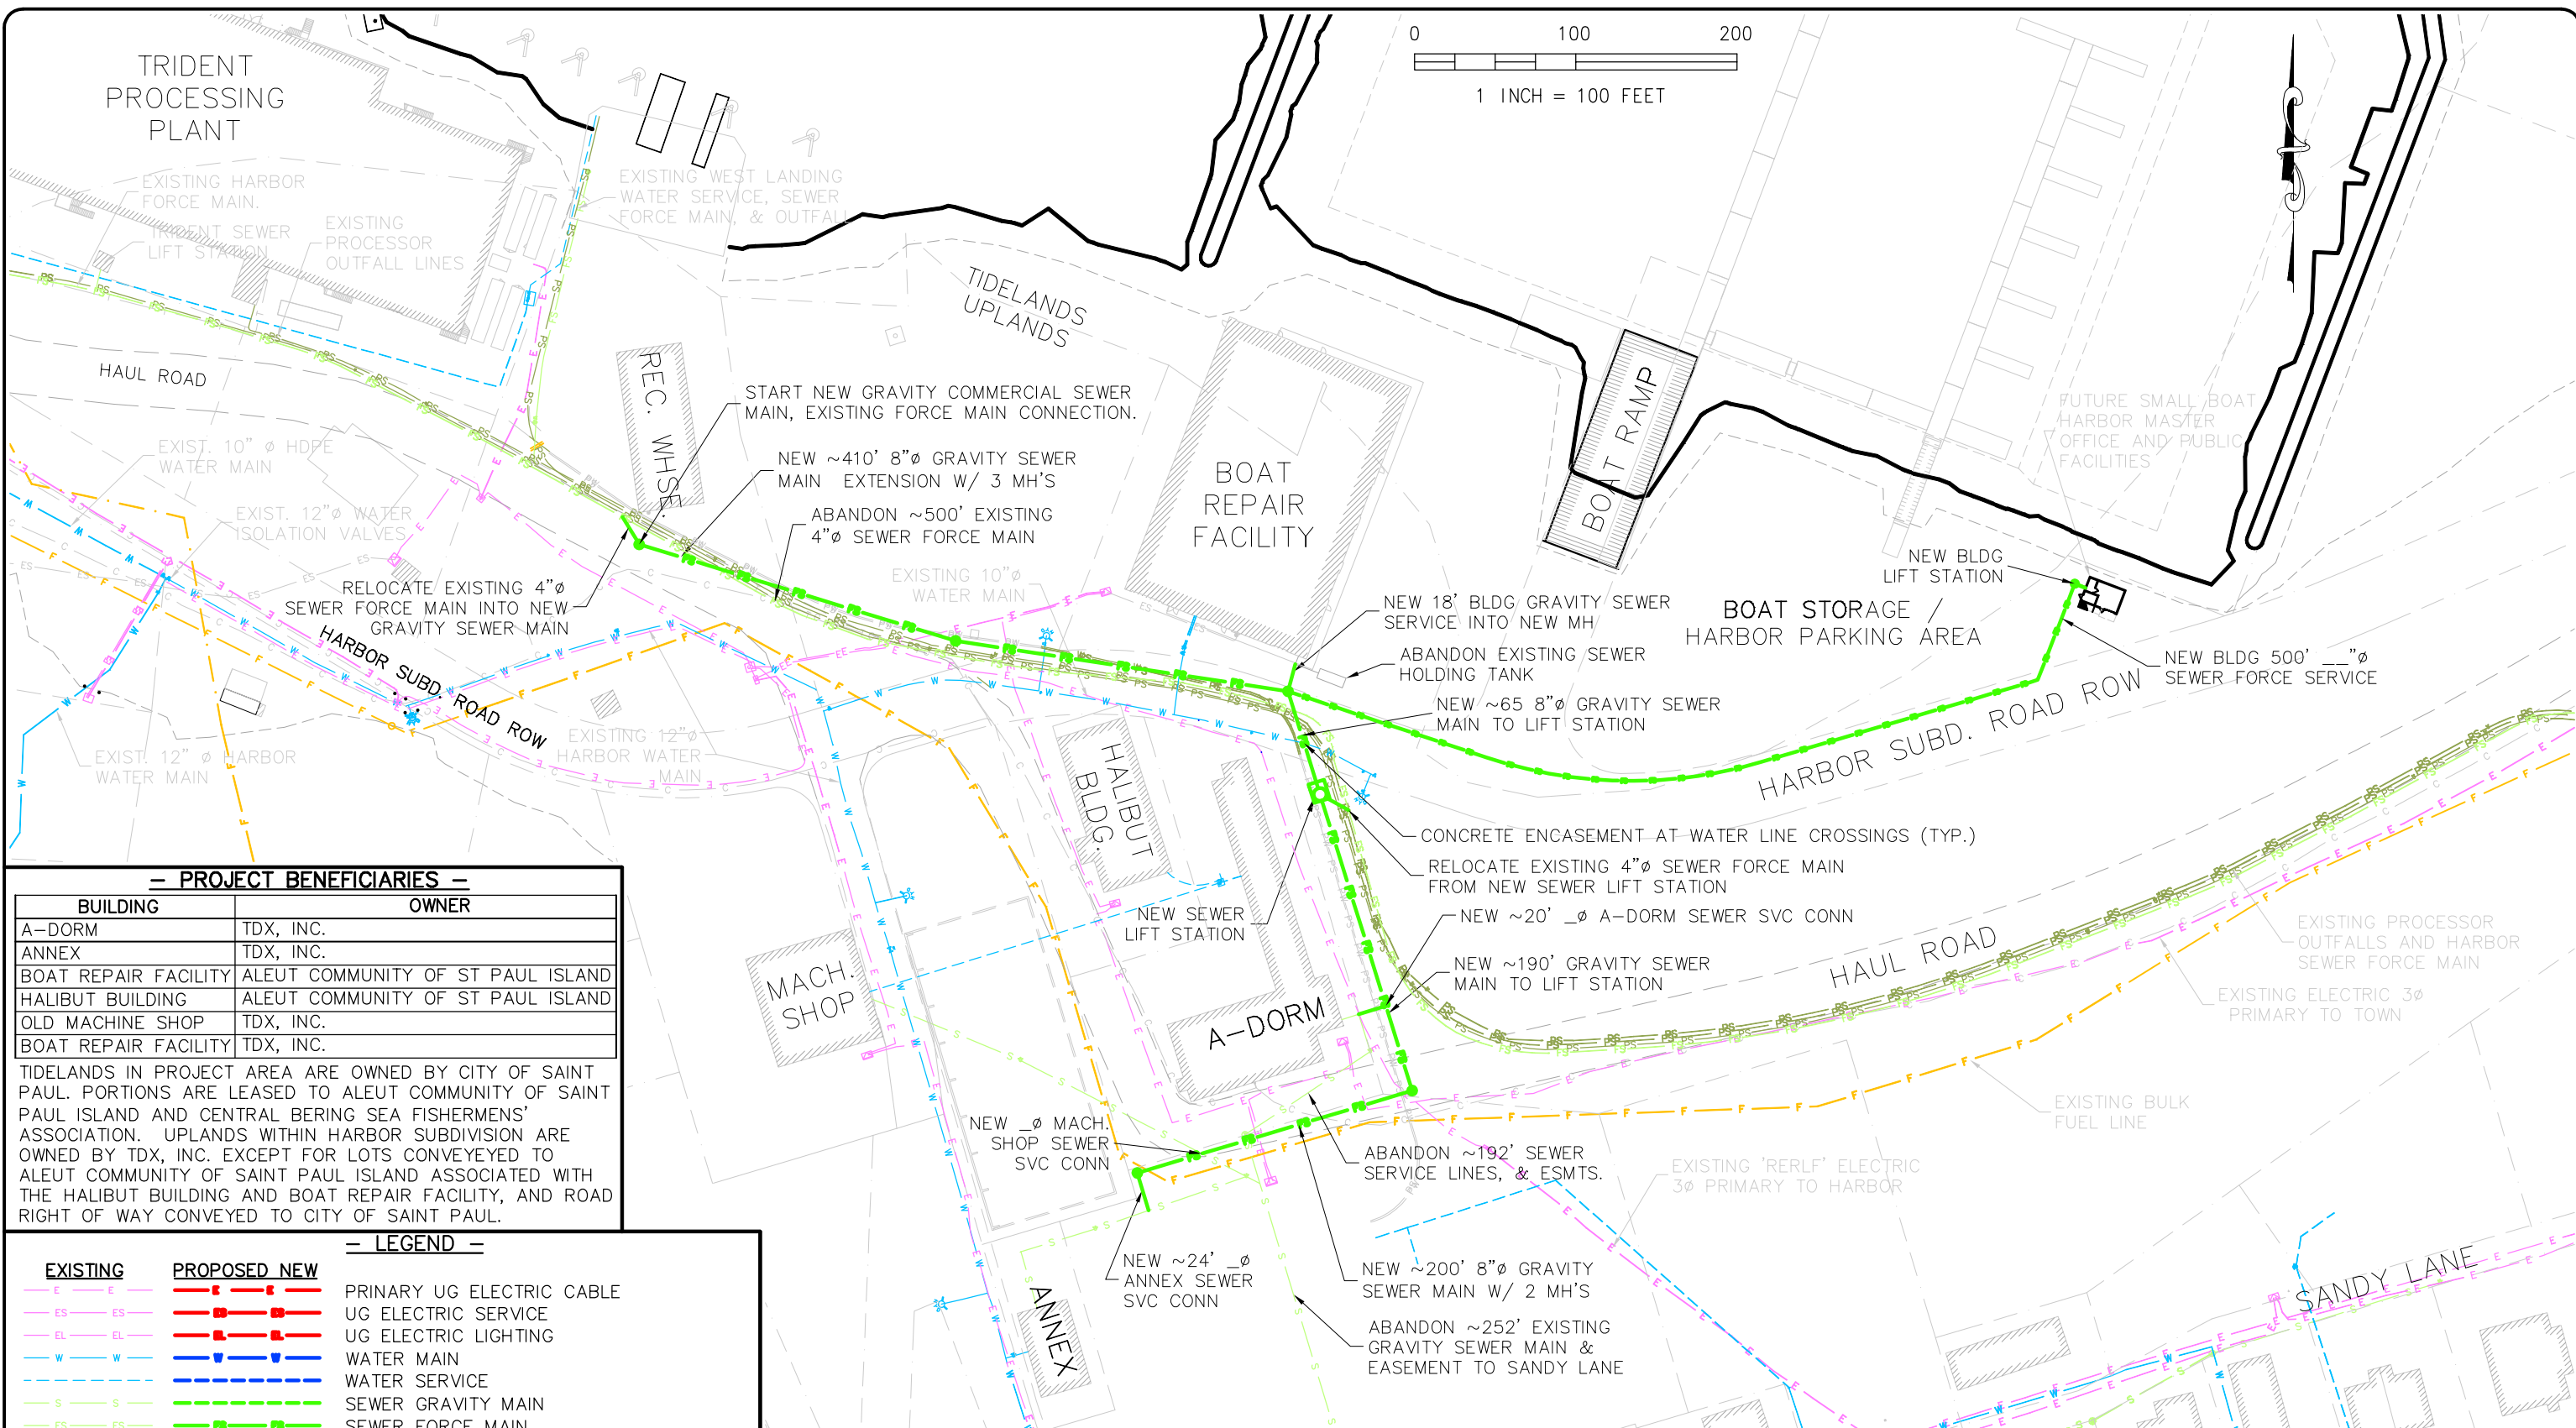 TRIDENT
PROCESSING
PLANT
0 100 200
1 INCH = 100 FEET
EXISTING HARBOR
FORCE MAIN.
TRIDENT SEWER
LIFT STATION
EXISTING
PROCESSOR
OUTFALL LINES
EXISTING WEST LANDING
WATER SERVICE, SEWER
FORCE MAIN, & OUTFALL
TIDELANDS
UPLANDS
HAUL ROAD
REC. WHSE.
START NEW GRAVITY COMMERCIAL SEWER
MAIN, EXISTING FORCE MAIN CONNECTION.
NEW ~410' 8"ø GRAVITY SEWER
MAIN EXTENSION W/ 3 MH'S
ABANDON ~500' EXISTING
4"ø SEWER FORCE MAIN
BOAT
REPAIR
FACILITY
BOAT RAMP
FUTURE SMALL BOAT
HARBOR MASTER
OFFICE AND PUBLIC
FACILITIES
EXIST. 10" ø HDPE
WATER MAIN
EXIST. 12"ø WATER
ISOLATION VALVES
RELOCATE EXISTING 4"ø
SEWER FORCE MAIN INTO NEW
GRAVITY SEWER MAIN
EXISTING 10"ø
WATER MAIN
NEW BLDG
LIFT STATION
NEW 18' BLDG GRAVITY SEWER
SERVICE INTO NEW MH
BOAT STORAGE
HARBOR PARKING AREA
ABANDON EXISTING SEWER
HOLDING TANK
NEW BLDG 500' __"ø
SEWER FORCE SERVICE
HARBOR SUBD. ROAD ROW
NEW ~65 8"ø GRAVITY SEWER
MAIN TO LIFT STATION
HARBOR SUBD. ROAD ROW
EXIST. 12" ø HARBOR
WATER MAIN
EXISTING 12"ø
HARBOR WATER
MAIN
HALIBUT
BLDG.
CONCRETE ENCASEMENT AT WATER LINE CROSSINGS (TYP.)
RELOCATE EXISTING 4"ø SEWER FORCE MAIN
FROM NEW SEWER LIFT STATION
NEW SEWER
LIFT STATION
NEW ~20' _ø A-DORM SEWER SVC CONN
NEW ~190' GRAVITY SEWER
MAIN TO LIFT STATION
HAUL ROAD
EXISTING PROCESSOR
OUTFALLS AND HARBOR
SEWER FORCE MAIN
EXISTING ELECTRIC 3ø
PRIMARY TO TOWN
MACH.
SHOP
A-DORM
EXISTING BULK
FUEL LINE
NEW _ø MACH.
SHOP SEWER
SVC CONN
ABANDON ~192' SEWER
SERVICE LINES, & ESMTS.
EXISTING 'RERLF' ELECTRIC
3ø PRIMARY TO HARBOR
NEW ~24' _ø
ANNEX SEWER
SVC CONN
NEW ~200' 8"ø GRAVITY
SEWER MAIN W/ 2 MH'S
ANNEX
ABANDON ~252' EXISTING
GRAVITY SEWER MAIN &
EASEMENT TO SANDY LANE
SANDY LANE
– PROJECT BENEFICIARIES –
BUILDING OWNER
A-DORM TDX, INC.
ANNEX TDX, INC.
BOAT REPAIR FACILITY ALEUT COMMUNITY OF ST PAUL ISLAND
HALIBUT BUILDING ALEUT COMMUNITY OF ST PAUL ISLAND
OLD MACHINE SHOP TDX, INC.
BOAT REPAIR FACILITY TDX, INC.
TIDELANDS IN PROJECT AREA ARE OWNED BY CITY OF SAINT
PAUL. PORTIONS ARE LEASED TO ALEUT COMMUNITY OF SAINT
PAUL ISLAND AND CENTRAL BERING SEA FISHERMENS'
ASSOCIATION. UPLANDS WITHIN HARBOR SUBDIVISION ARE
OWNED BY TDX, INC. EXCEPT FOR LOTS CONVEYEYED TO
ALEUT COMMUNITY OF SAINT PAUL ISLAND ASSOCIATED WITH
THE HALIBUT BUILDING AND BOAT REPAIR FACILITY, AND ROAD
RIGHT OF WAY CONVEYED TO CITY OF SAINT PAUL.
– LEGEND –
EXISTING PROPOSED NEW
E E E E PRINARY UG ELECTRIC CABLE
ES ES ES ES UG ELECTRIC SERVICE
EL EL EL EL UG ELECTRIC LIGHTING
W W W W WATER MAIN
WATER SERVICE
S S SEWER GRAVITY MAIN
SEWER FORCE MAIN